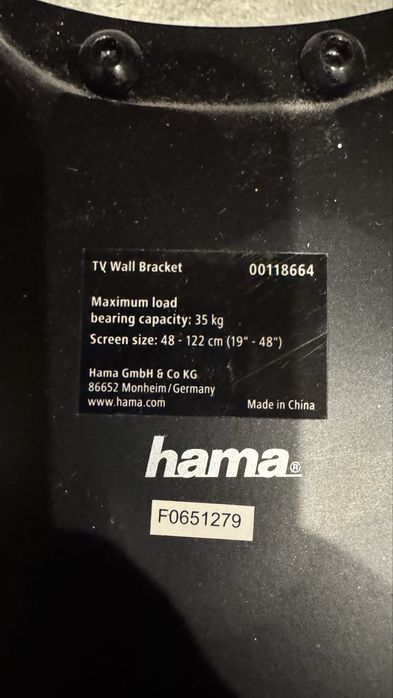 TV Wall Bracket 00118664
Maximum load
bearing capacity: 35 kg
Screen size: 48 - 122 cm (19" - 48")
Hama GmbH & Co KG
86652 Monheim/Germany
www.hama.com Made in China
hama®
F0651279